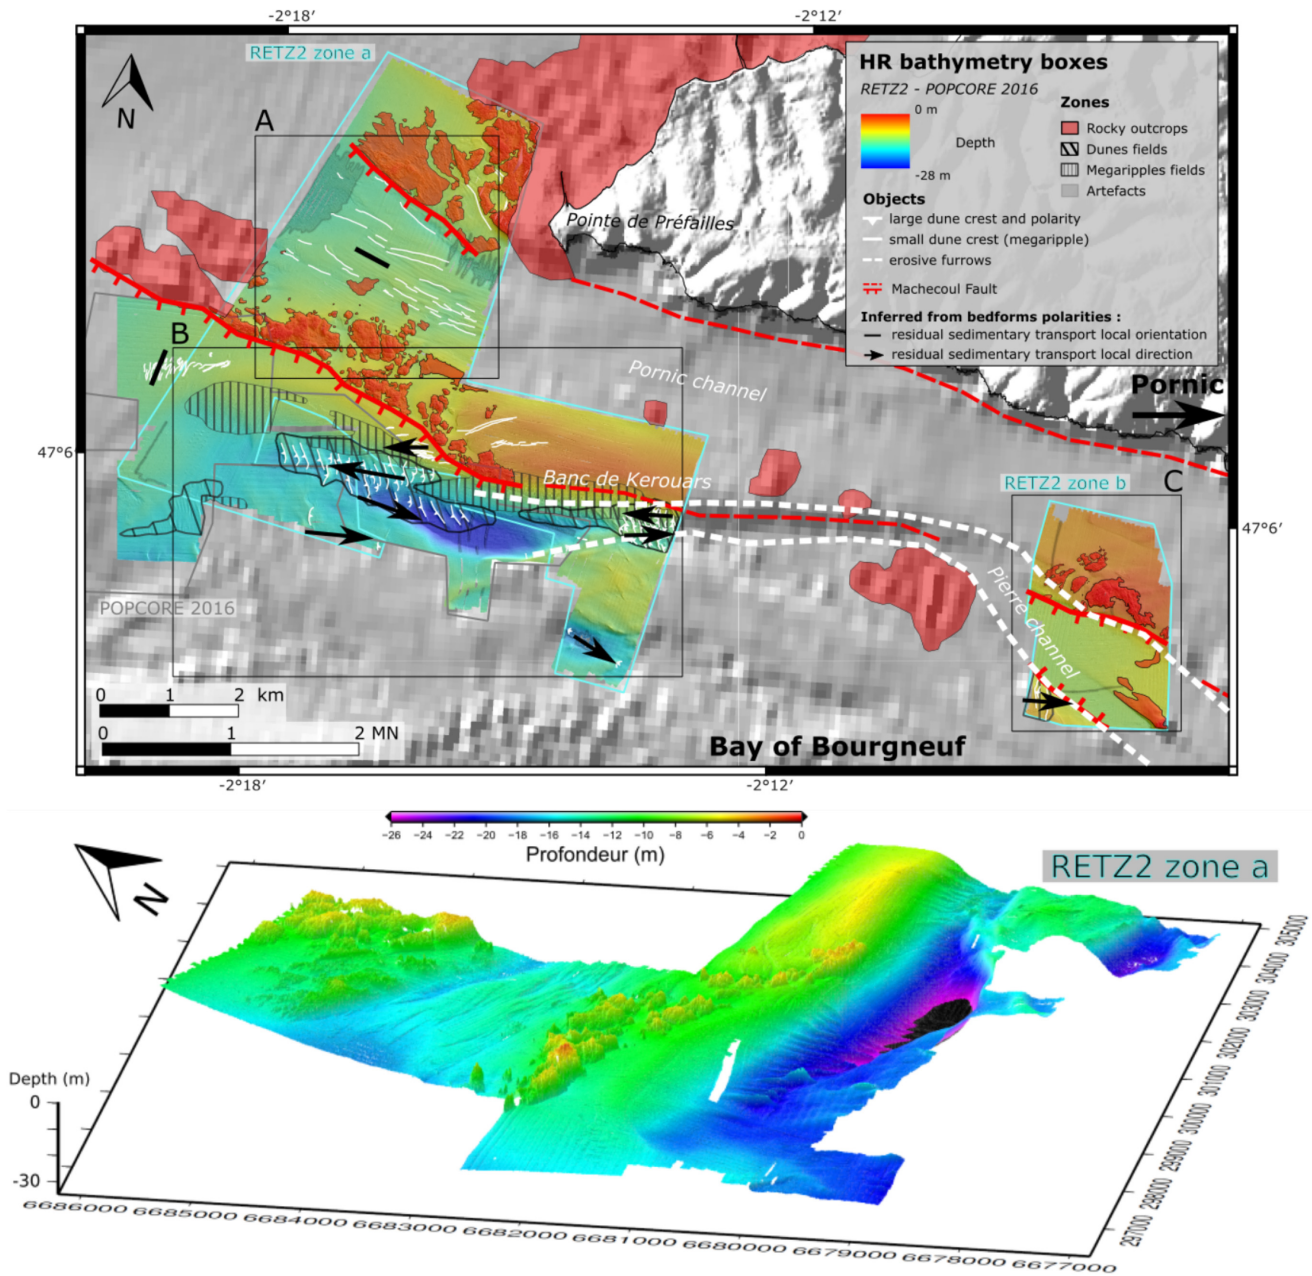 -2°18′
-2°12′
RETZ2 zone a
HR bathymetry boxes
RETZ2 - POPCORE 2016
0 m
Depth
-28 m
Zones
Rocky outcrops
Dunes fields
Megaripples fields
Artefacts
Objects
large dune crest and polarity
small dune crest (megaripple)
erosive furrows
Machecoul Fault
Inferred from bedforms polarities :
residual sedimentary transport local orientation
residual sedimentary transport local direction
N
A
Pointe de Préfailles
B
Pornic channel
Pornic
47°6′
Banc de Kerouars
RETZ2 zone b
C
47°6′
Pierre channel
POPCORE 2016
0 1 2 km
0 1 2 MN
Bay of Bourgneuf
-2°18′
-2°12′
-26 -24 -22 -20 -18 -16 -14 -12 -10 -8 -6 -4 -2 0
Profondeur (m)
RETZ2 zone a
N
Depth (m)
0
-30
305000
304000
303000
302000
301000
300000
299000
298000
297000
6686000 6685000 6684000 6683000 6682000 6681000 6680000 6679000 6678000 6677000